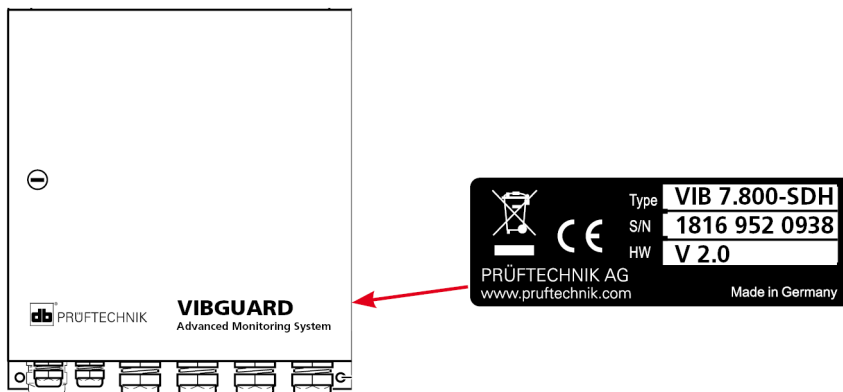 db PRÜFTECHNIK
VIBGUARD
Advanced Monitoring System
Type VIB 7.800-SDH
S/N 1816 952 0938
HW V 2.0
CE
PRÜFTECHNIK AG
www.pruftechnik.com
Made in Germany